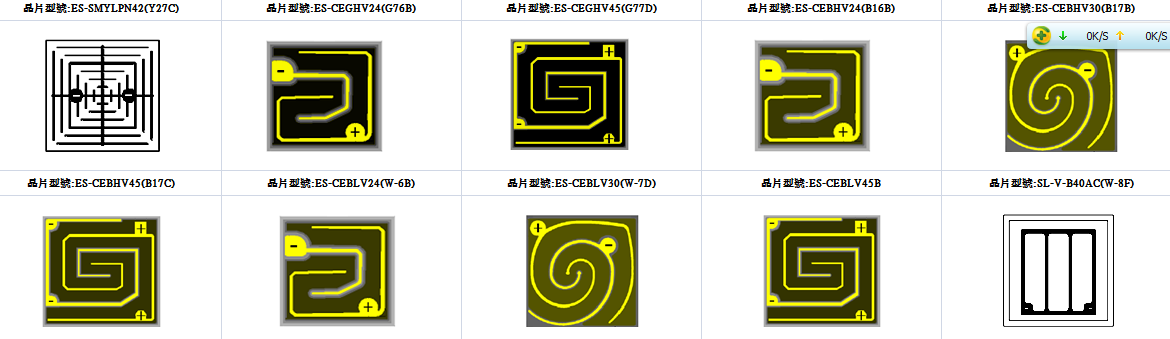 晶片型號:ES-SMYLPN42(Y27C)
晶片型號:ES-CEGHV24(G76B)
晶片型號:ES-CEGHV45(G77D)
晶片型號:ES-CEBHV24(B16B)
晶片型號:ES-CEBHV30(B17B)
0K/S 0K/S
晶片型號:ES-CEBHV45(B17C)
晶片型號:ES-CEBLV24(W-6B)
晶片型號:ES-CEBLV30(W-7D)
晶片型號:ES-CEBLV45B
晶片型號:SL-V-B40AC(W-8F)